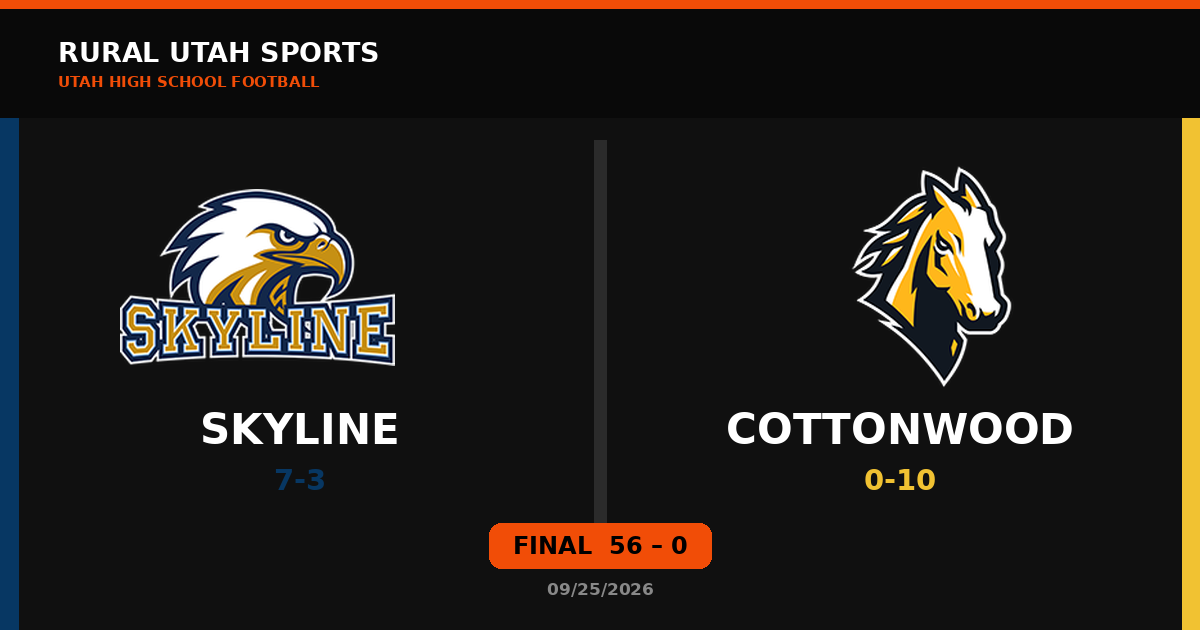 RURAL UTAH SPORTS
UTAH HIGH SCHOOL FOOTBALL
SKYLINE
SKYLINE
7-3
COTTONWOOD
0-10
FINAL 56 – 0
09/25/2026